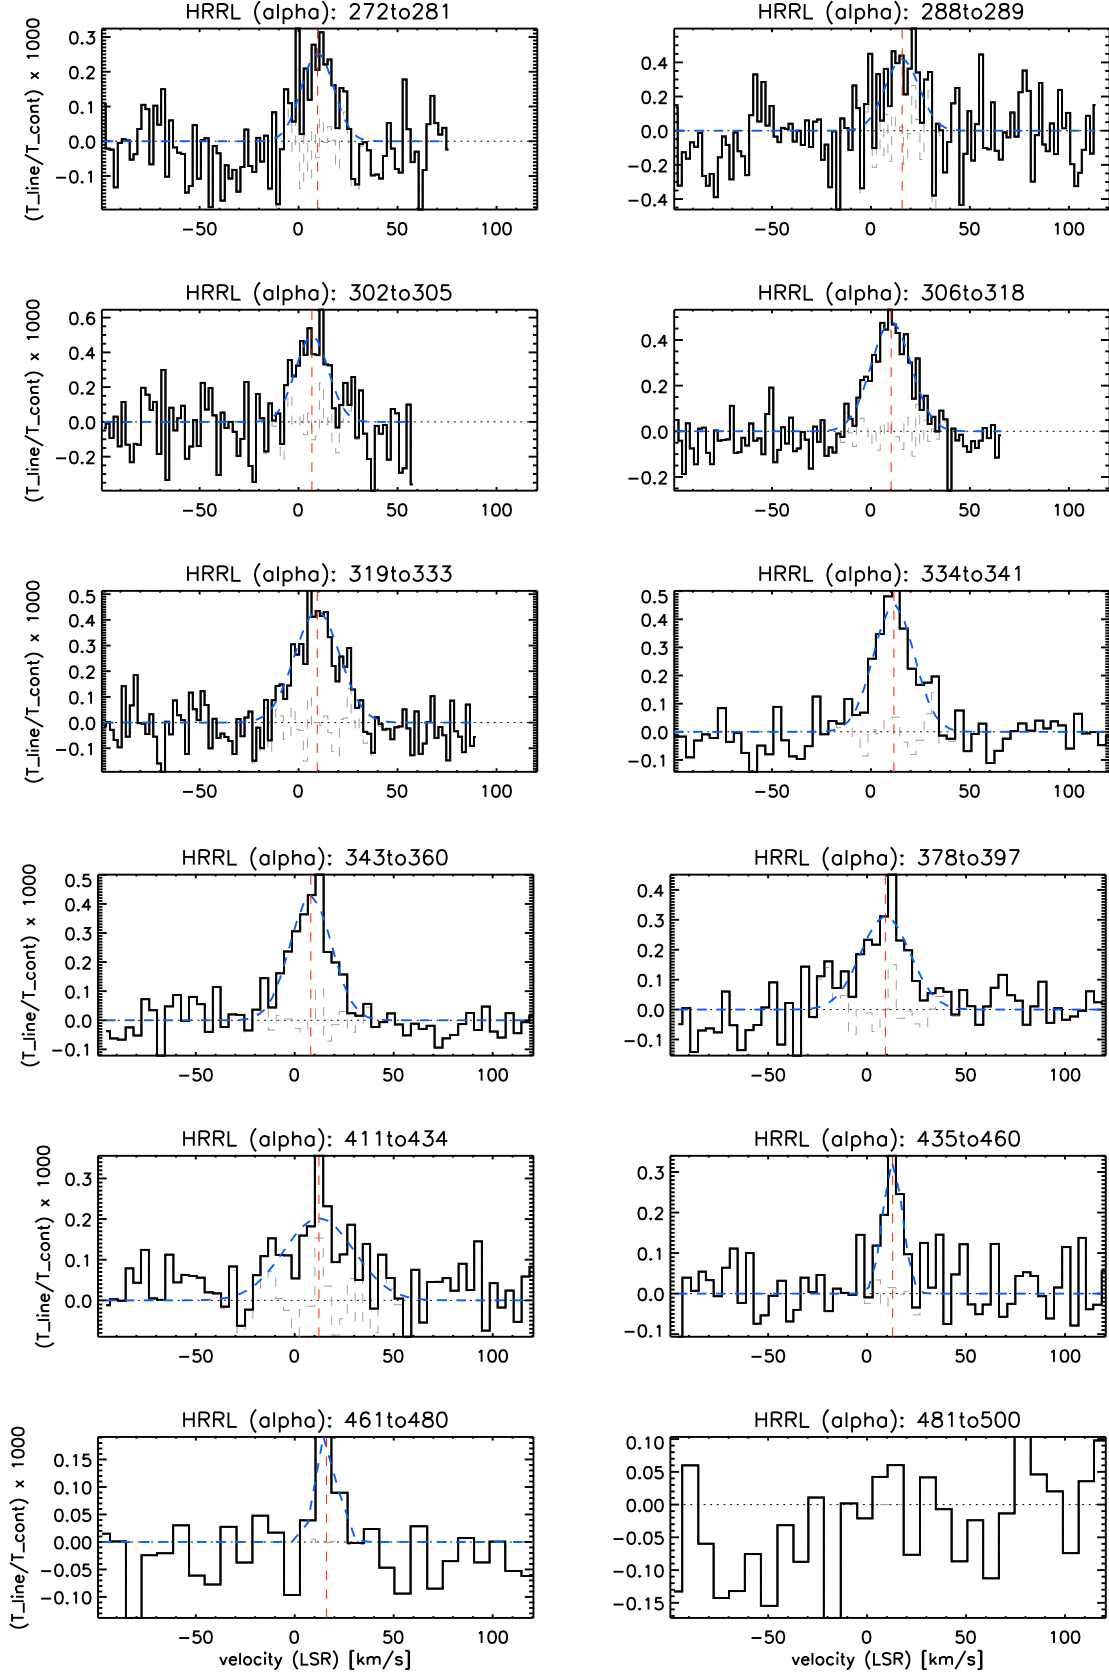 HRRL (alpha): 272to281
HRRL (alpha): 288to289
(T_line/T_cont) x 1000
0.3
0.2
0.1
0.0
−0.1
−50 0 50 100
0.4
0.2
0.0
−0.2
−0.4
−50 0 50 100
HRRL (alpha): 302to305
HRRL (alpha): 306to318
(T_line/T_cont) x 1000
0.6
0.4
0.2
0.0
−0.2
−50 0 50 100
0.4
0.2
0.0
−0.2
−50 0 50 100
HRRL (alpha): 319to333
HRRL (alpha): 334to341
(T_line/T_cont) x 1000
0.5
0.4
0.3
0.2
0.1
0.0
−0.1
−50 0 50 100
0.5
0.4
0.3
0.2
0.1
0.0
−0.1
−50 0 50 100
HRRL (alpha): 343to360
HRRL (alpha): 378to397
(T_line/T_cont) x 1000
0.5
0.4
0.3
0.2
0.1
0.0
−0.1
−50 0 50 100
0.4
0.3
0.2
0.1
0.0
−0.1
−50 0 50 100
HRRL (alpha): 411to434
HRRL (alpha): 435to460
(T_line/T_cont) x 1000
0.3
0.2
0.1
0.0
−50 0 50 100
0.3
0.2
0.1
0.0
−0.1
−50 0 50 100
HRRL (alpha): 461to480
HRRL (alpha): 481to500
(T_line/T_cont) x 1000
0.15
0.10
0.05
0.00
−0.05
−0.10
−50 0 50 100
velocity (LSR) [km/s]
0.10
0.05
0.00
−0.05
−0.10
−0.15
−50 0 50 100
velocity (LSR) [km/s]